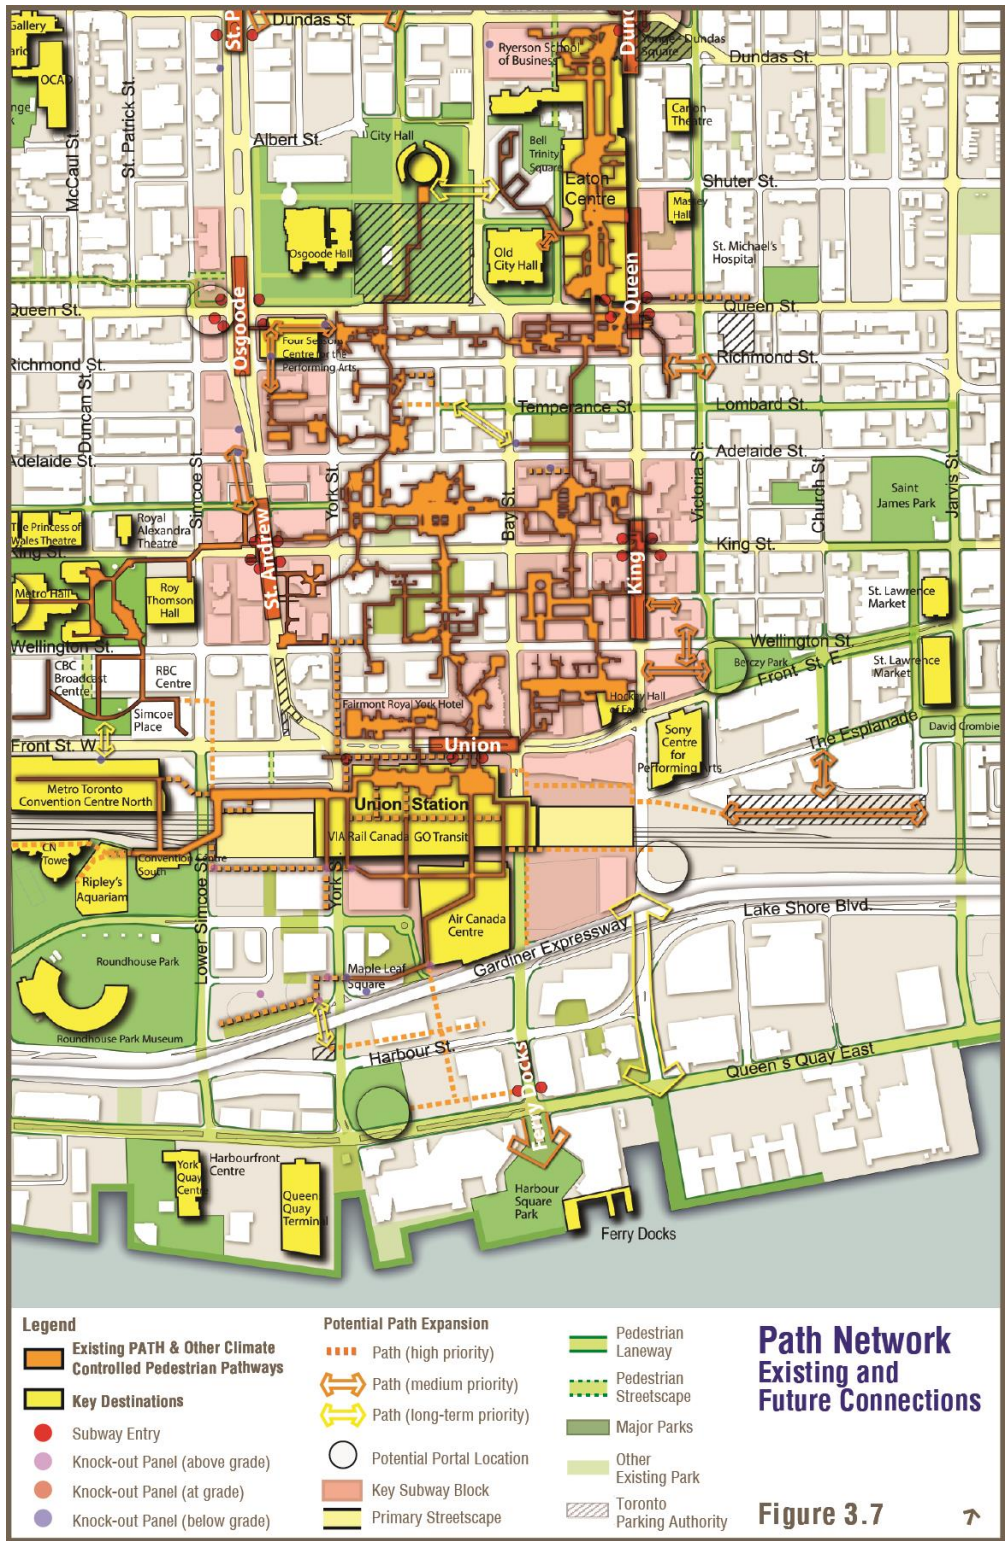 Gallery
Dundas St.
St. P
Ryerson School
of Business
Dund
Yonge-Dundas
Square
Dundas St.
OCAD
St. Patrick St.
McCaul St.
Albert St.
City Hall
Bell
Trinity
Square
Canon
Theatre
Eaton
Centre
Shuter St.
Massey
Hall
Osgoode Hall
Old
City Hall
St. Michael's
Hospital
Queen
Osgoode
Queen St.
Queen St.
Four Seasons
Centre for the
Performing Arts
Richmond St.
Richmond St.
Duncan St.
Temperance St.
Lombard St.
Adelaide St.
Adelaide St.
Simcoe St.
York St.
Bay St.
Victoria St.
Church St.
Jarvis St.
Saint
James Park
The Princess of
Wales Theatre
Royal
Alexandra
Theatre
St. Andrew
King
King St.
King St.
Metro Hall
Roy
Thomson
Hall
St. Lawrence
Market
Wellington St.
Wellington St.
CBC
Broadcast
Centre
RBC
Centre
Simcoe
Place
Berczy Park
Front St. E
St. Lawrence
Market
Fairmont Royal York Hotel
Hockey Hall
of Fame
Sony
Centre
for
Performing Arts
The Esplanade
David Crombie
Front St. W
Union
Metro Toronto
Convention Centre North
Union Station
VIA Rail Canada
GO Transit
CN
Tower
Convention Centre
South
Ripley's
Aquariam
York St.
Lower Simcoe St.
Air Canada
Centre
Lake Shore Blvd.
Gardiner Expressway
Roundhouse Park
Maple Leaf
Square
Roundhouse Park Museum
Harbour St.
Queen's Quay East
Ferry Docks
York
Quay
Centre
Harbourfront
Centre
Queen
Quay
Terminal
Harbour
Square
Park
Ferry Docks
Legend
Existing PATH & Other Climate
Controlled Pedestrian Pathways
Key Destinations
Subway Entry
Knock-out Panel (above grade)
Knock-out Panel (at grade)
Knock-out Panel (below grade)
Potential Path Expansion
Path (high priority)
Path (medium priority)
Path (long-term priority)
Potential Portal Location
Key Subway Block
Primary Streetscape
Pedestrian
Laneway
Pedestrian
Streetscape
Major Parks
Other
Existing Park
Toronto
Parking Authority
Path Network
Existing and
Future Connections
Figure 3.7